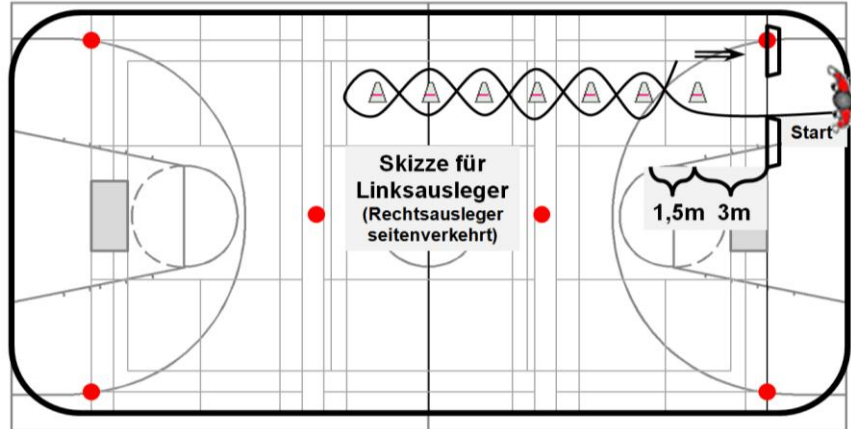 Start
Skizze für
Linksausleger
(Rechtsausleger
seitenverkehrt)
1,5m 3m